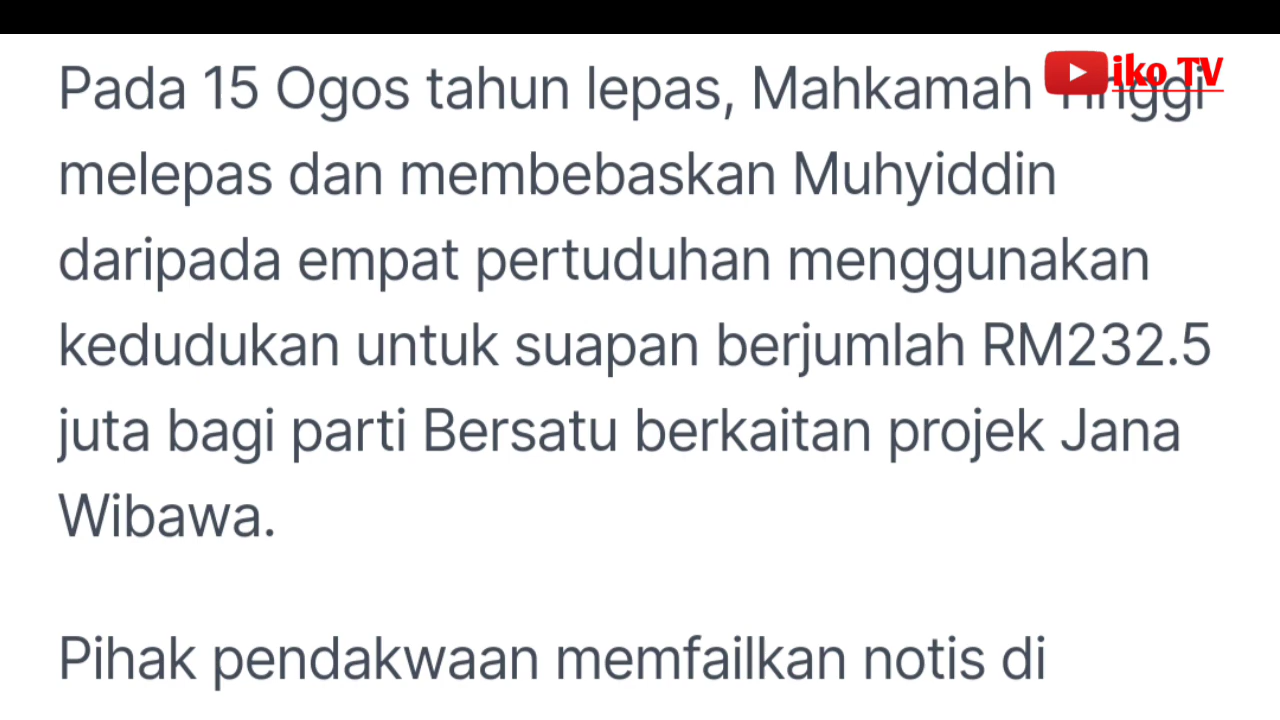 Pada 15 Ogos tahun lepas, Mahkamah Tinggi
iko TV
melepas dan membebaskan Muhyiddin
daripada empat pertuduhan menggunakan
kedudukan untuk suapan berjumlah RM232.5
juta bagi parti Bersatu berkaitan projek Jana
Wibawa.
Pihak pendakwaan memfailkan notis di